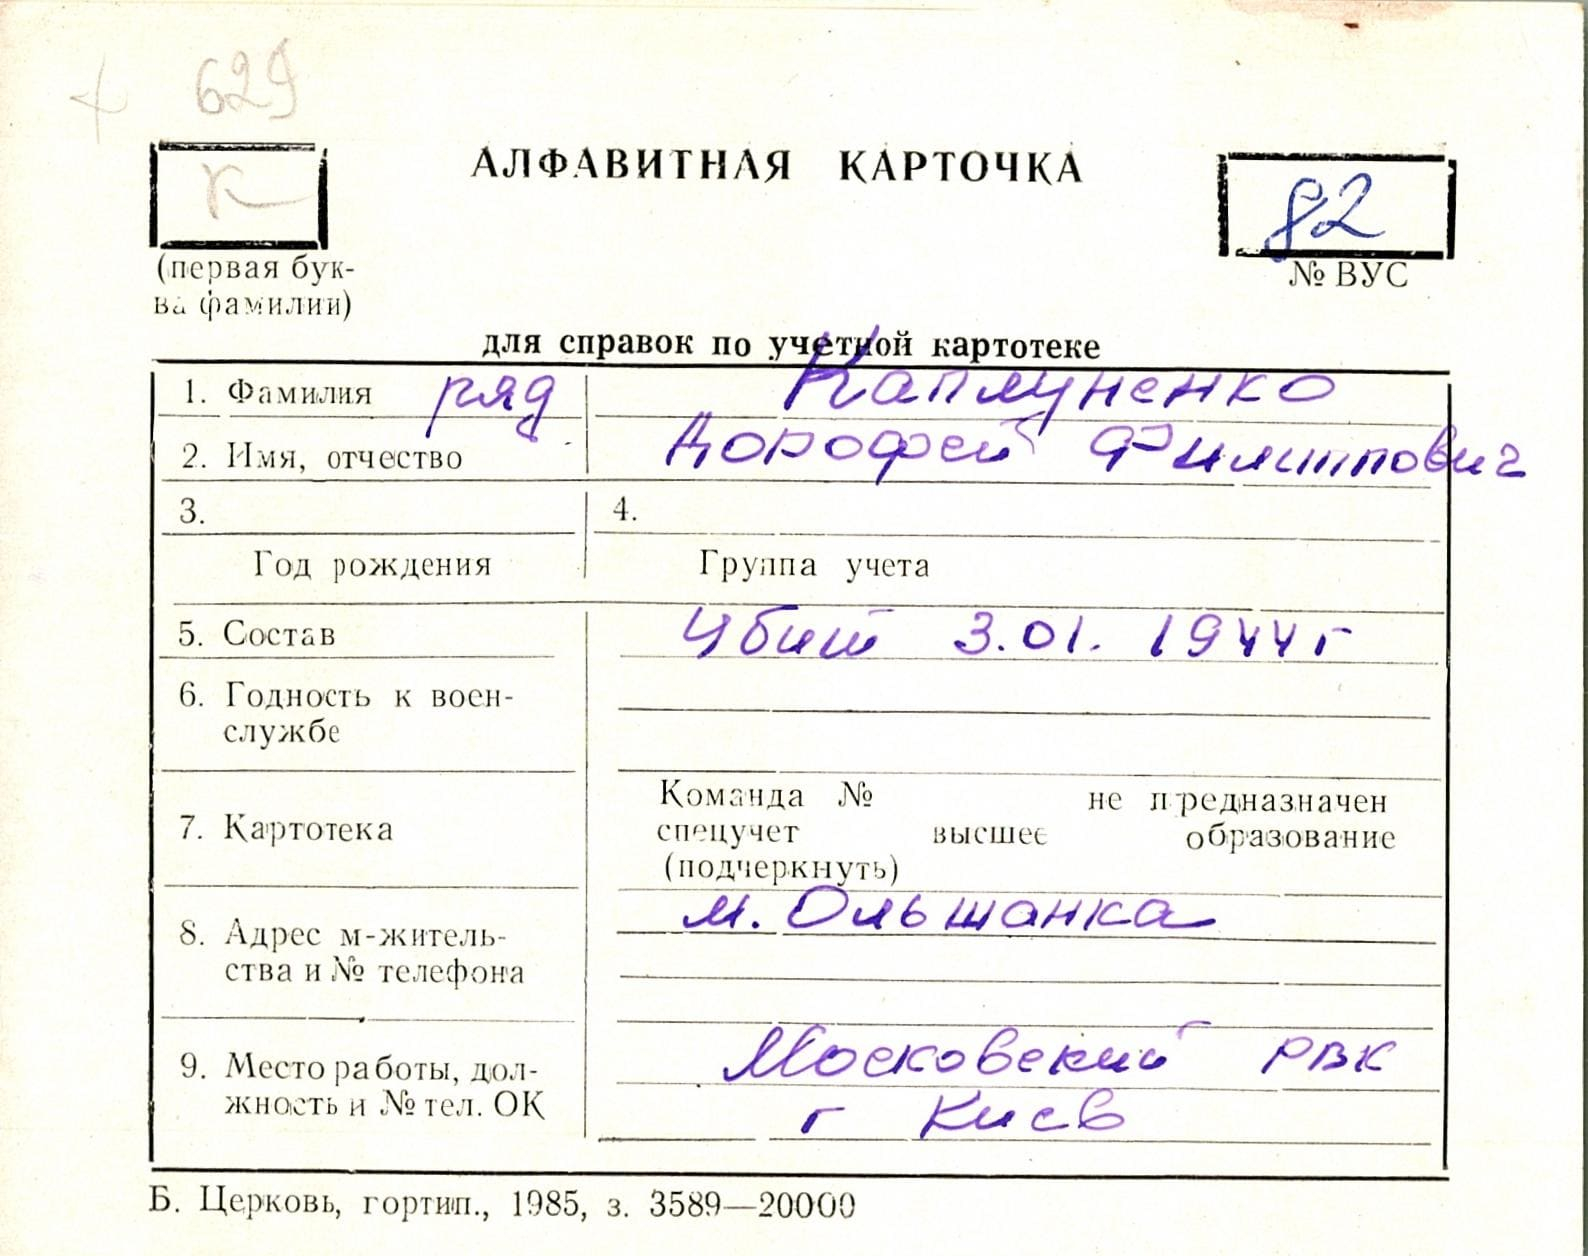 + 629
К
АЛФАВИТНАЯ КАРТОЧКА
82
(первая бук-
ва фамилии)
№ ВУС
для справок по учетной картотеке
1. Фамилия ряд Каплуненко
2. Имя, отчество Дорофей Филиппович
3. 4.
Год рождения Группа учета
5. Состав Убит 3.01.1944 г
6. Годность к воен-
службе
7. Картотека
Команда № не предназначен
спецучет высшее образование
(подчеркнуть)
8. Адрес м-житель-
ства и № телефона
м. Ольшанка
9. Место работы, дол-
жность и № тел. ОК
Московский РВК
г Киев
Б. Церковь, гортип., 1985, з. 3589—20000